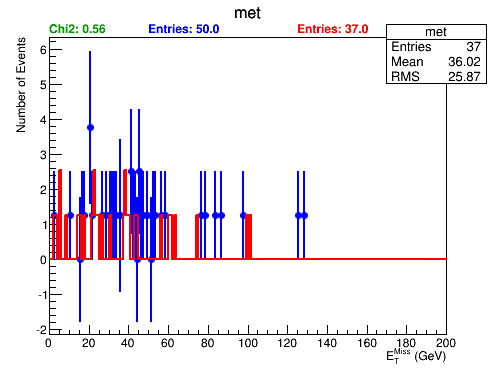 met
Chi2: 0.56 Entries: 50.0 Entries: 37.0
met
Entries 37
Mean 36.02
RMS 25.87
Number of Events
6
5
4
3
2
1
0
-1
-2
0 20 40 60 80 100 120 140 160 180 200
E_T^Miss (GeV)